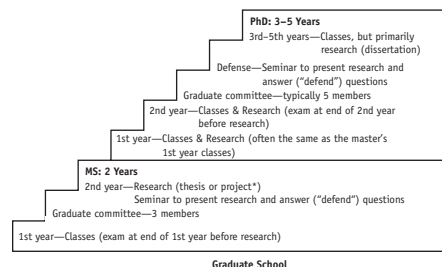 PhD: 3–5 Years
3rd–5th years—Classes, but primarily
research (dissertation)
Defense—Seminar to present research and
answer (“defend”) questions
Graduate committee—typically 5 members
2nd year—Classes & Research (exam at end of 2nd year
before research)
1st year—Classes & Research (often the same as the master’s
1st year classes)
MS: 2 Years
2nd year—Research (thesis or project*)
Seminar to present research and answer (“defend”) questions
Graduate committee—3 members
1st year—Classes (exam at end of 1st year before research)
Graduate School